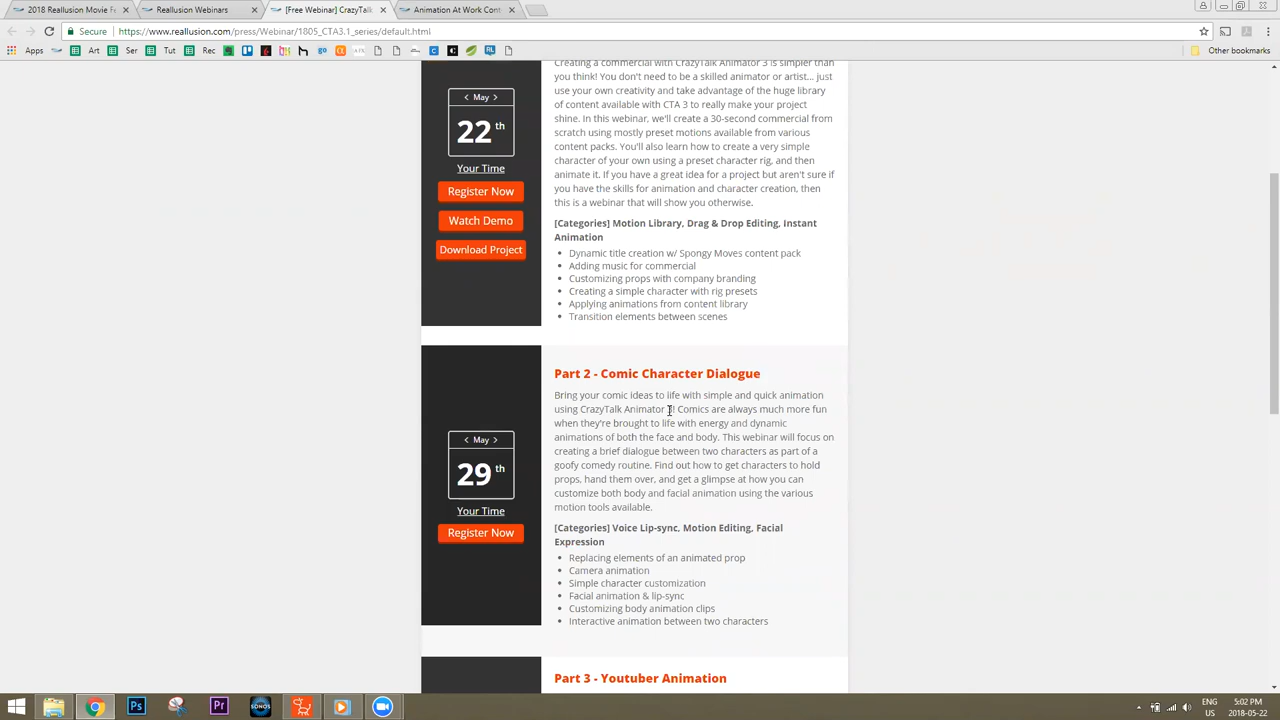 2018 Reallusion Movie Fe
Reallusion Webinars
[Free Webinar] CrazyTalk
Animation At Work Cont
Secure | https://www.reallusion.com/press/Webinar/1805_CTA3.1_series/default.html
Apps Art Ser Tut Rec Other bookmarks
Creating a commercial with CrazyTalk Animator 3 is simpler than
you think! You don't need to be a skilled animator or artist... just
use your own creativity and take advantage of the huge library
of content available with CTA 3 to really make your project
shine. In this webinar, we'll create a 30-second commercial from
scratch using mostly preset motions available from various
content packs. You'll also learn how to create a very simple
character of your own using a preset character rig, and then
animate it. If you have a great idea for a project but aren't sure if
you have the skills for animation and character creation, then
this is a webinar that will show you otherwise.
[Categories] Motion Library, Drag & Drop Editing, Instant
Animation
• Dynamic title creation w/ Spongy Moves content pack
• Adding music for commercial
• Customizing props with company branding
• Creating a simple character with rig presets
• Applying animations from content library
• Transition elements between scenes
< May >
22 th
Your Time
Register Now
Watch Demo
Download Project
Part 2 - Comic Character Dialogue
Bring your comic ideas to life with simple and quick animation
using CrazyTalk Animator ! Comics are always much more fun
when they're brought to life with energy and dynamic
animations of both the face and body. This webinar will focus on
creating a brief dialogue between two characters as part of a
goofy comedy routine. Find out how to get characters to hold
props, hand them over, and get a glimpse at how you can
customize both body and facial animation using the various
motion tools available.
[Categories] Voice Lip-sync, Motion Editing, Facial
Expression
• Replacing elements of an animated prop
• Camera animation
• Simple character customization
• Facial animation & lip-sync
• Customizing body animation clips
• Interactive animation between two characters
< May >
29 th
Your Time
Register Now
Part 3 - Youtuber Animation
Ps
Pr
SONOS
ENG
US
5:02 PM
2018-05-22